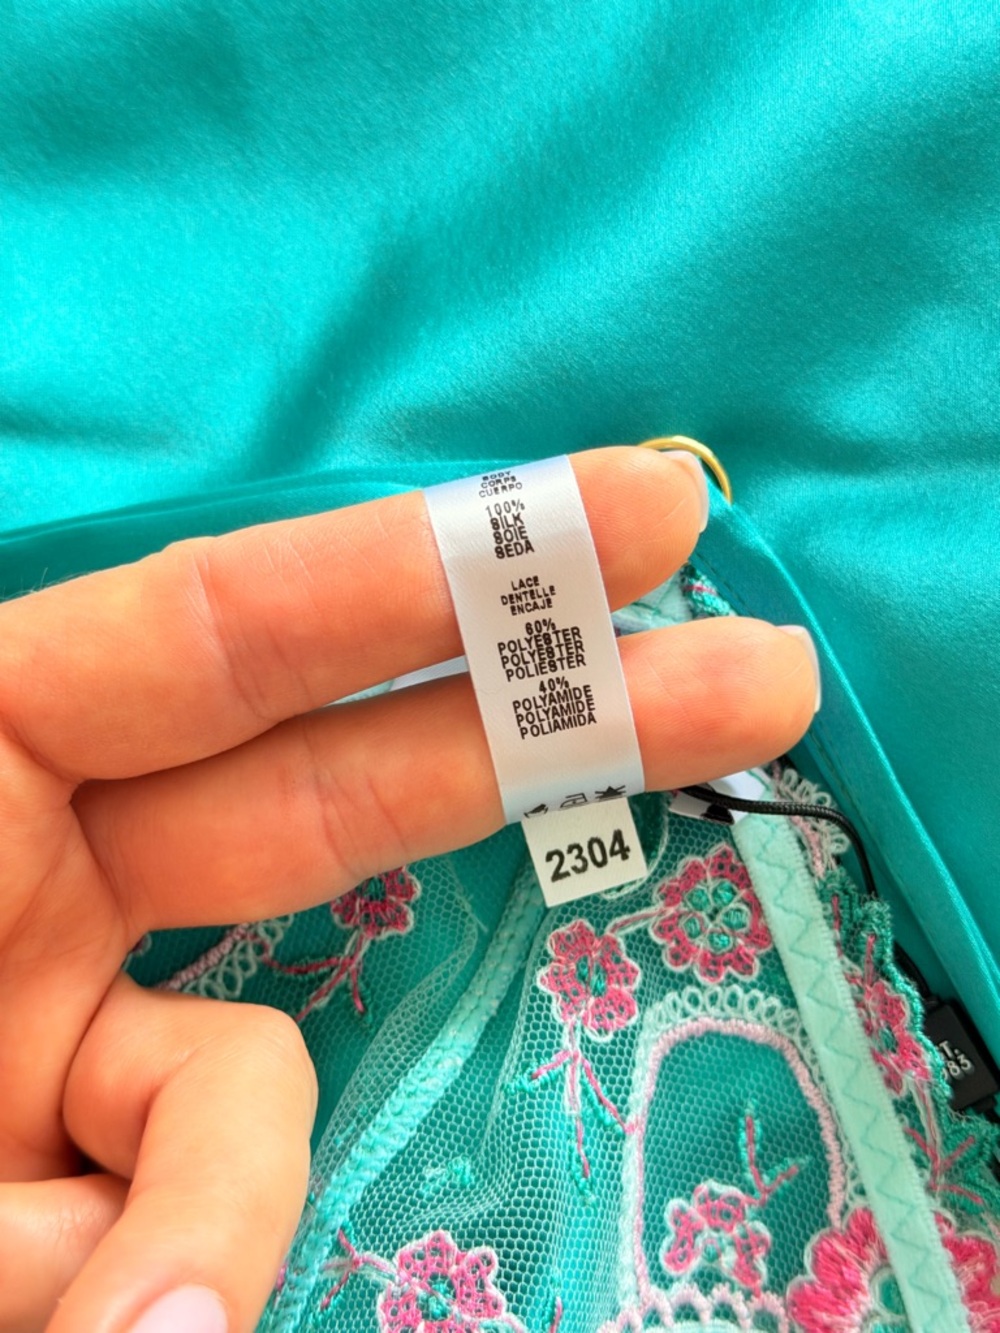 BODY
CORPS
CUERPO
100%
SILK
SOIE
SEDA
LACE
DENTELLE
ENCAJE
60%
POLYESTER
POLYESTER
POLIESTER
40%
POLYAMIDE
POLYAMIDE
POLIAMIDA
2304